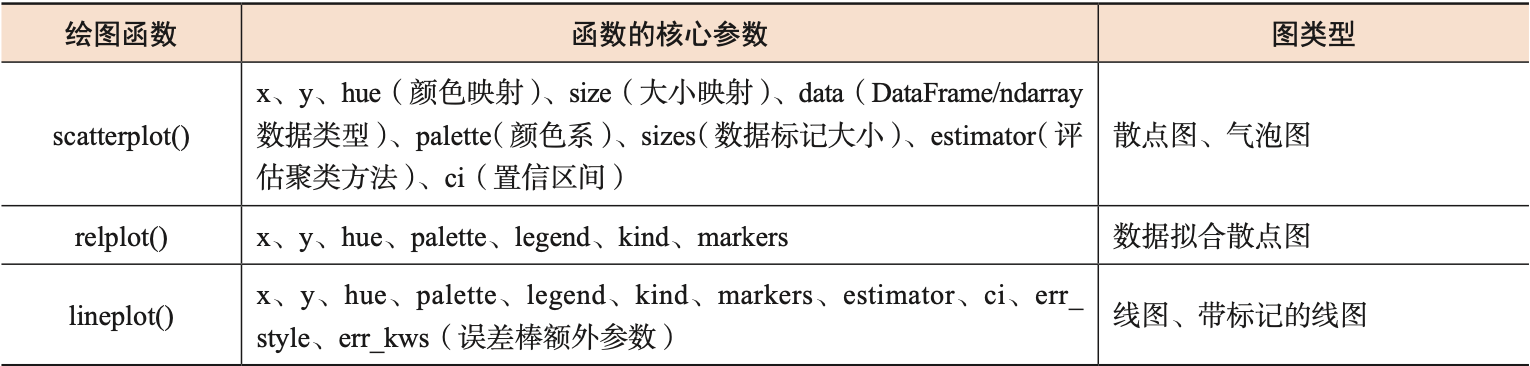 绘图函数 函数的核心参数 图类型
scatterplot() x、y、hue（颜色映射）、size（大小映射）、data（DataFrame/ndarray
数据类型）、palette（颜色系）、sizes（数据标记大小）、estimator（评
估聚类方法）、ci（置信区间） 散点图、气泡图
relplot() x、y、hue、palette、legend、kind、markers 数据拟合散点图
lineplot() x、y、hue、palette、legend、kind、markers、estimator、ci、err_
style、err_kws（误差棒额外参数） 线图、带标记的线图